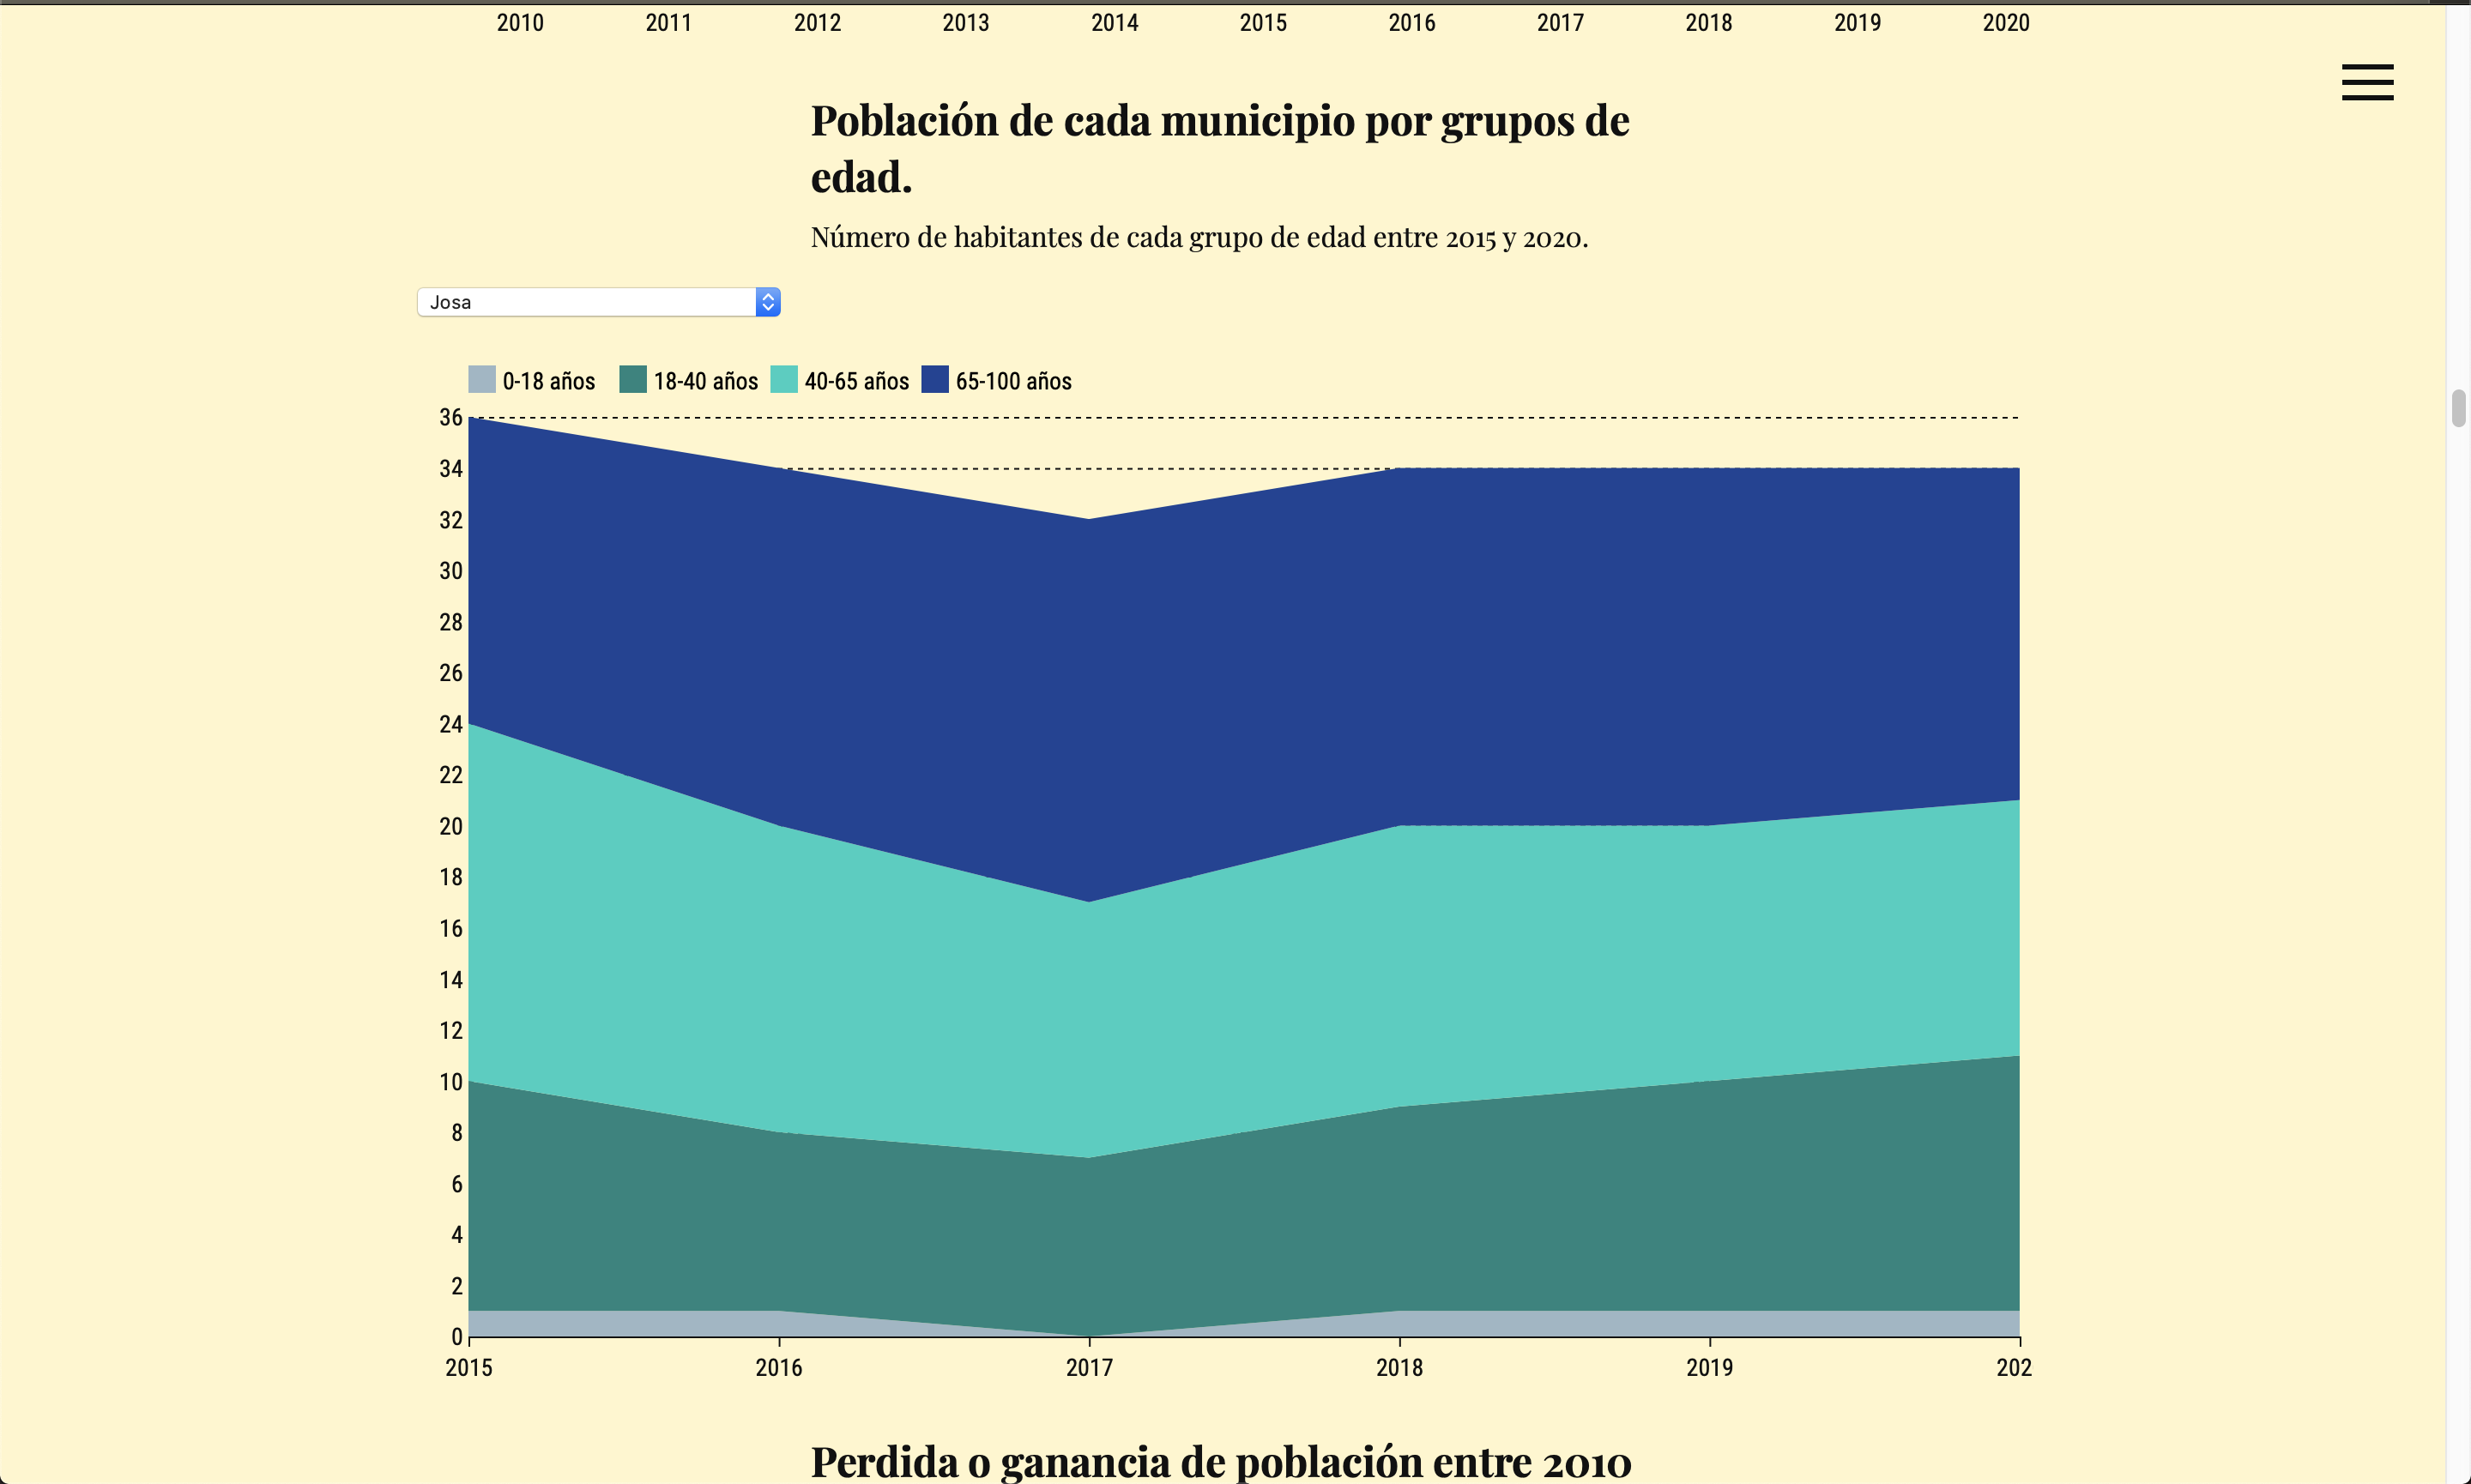 2010 2011 2012 2013 2014 2015 2016 2017 2018 2019 2020
Población de cada municipio por grupos de
edad.
Número de habitantes de cada grupo de edad entre 2015 y 2020.
Josa
0-18 años 18-40 años 40-65 años 65-100 años
36
34
32
30
28
26
24
22
20
18
16
14
12
10
8
6
4
2
0
2015 2016 2017 2018 2019 202
Perdida o ganancia de población entre 2010